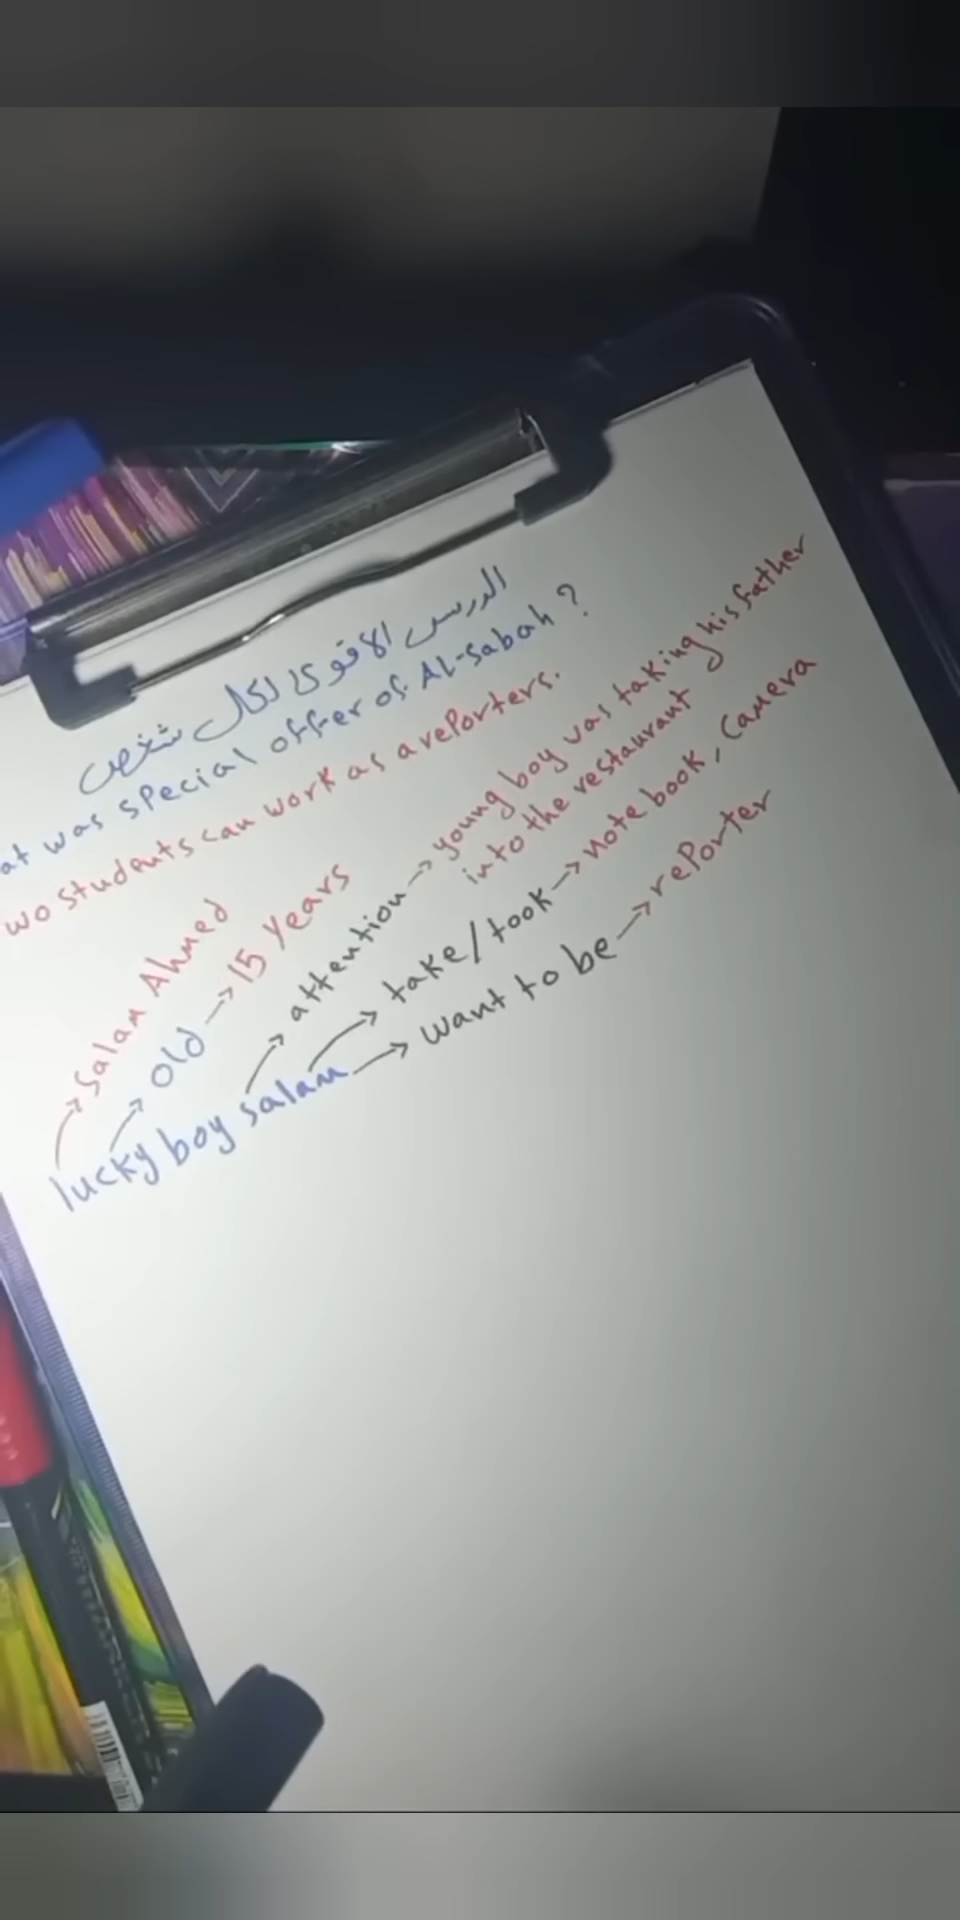 الدرس الاقوى لكل شخص
at was special offer of AL-Sabah ?
wo students can work as a reporters.
Salam Ahmed
old → 15 years
attention → young boy was taking his father
into the restaurant
take/took → note book, camera
want to be → reporter
lucky boy salam